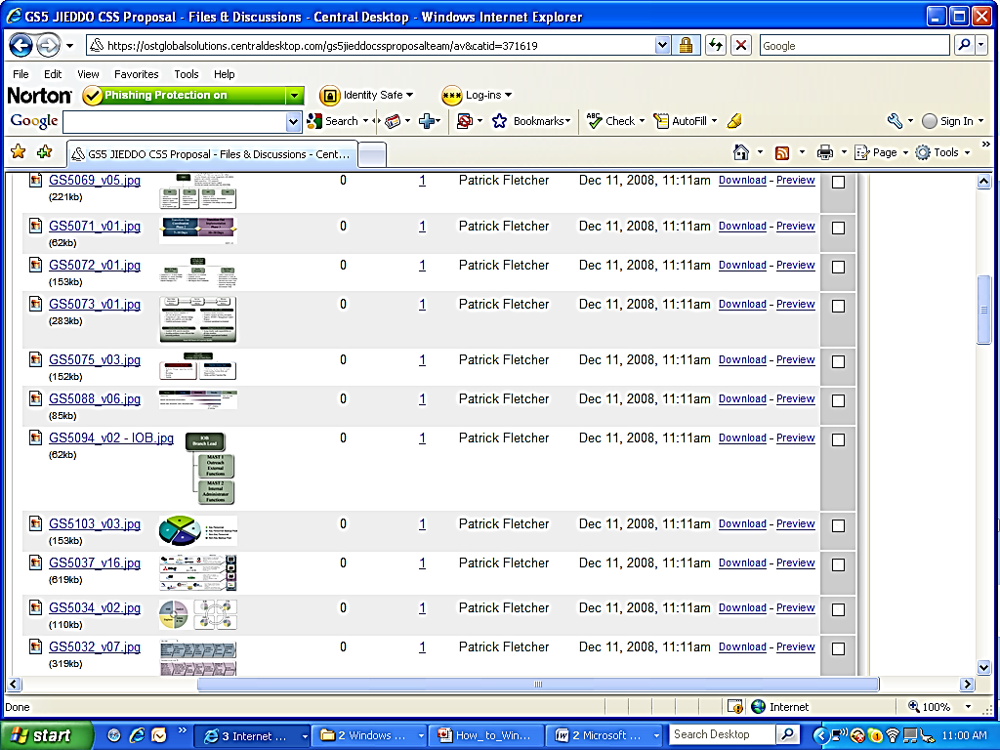 GS5 JIEDDO CSS Proposal - Files & Discussions - Central Desktop - Windows Internet Explorer
https://ostglobalsolutions.centraldesktop.com/gs5jieddocssproposalteam/av&catid=371619
Google
File Edit View Favorites Tools Help
Norton Phishing Protection on Identity Safe Log-ins
Google Search Bookmarks ABC Check AutoFill Sign In
GS5 JIEDDO CSS Proposal - Files & Discussions - Cent... Page Tools
GS5069_v05.jpg 0 1 Patrick Fletcher Dec 11, 2008, 11:11am Download - Preview
(221kb)
GS5071_v01.jpg 0 1 Patrick Fletcher Dec 11, 2008, 11:11am Download - Preview
(62kb)
GS5072_v01.jpg 0 1 Patrick Fletcher Dec 11, 2008, 11:11am Download - Preview
(153kb)
GS5073_v01.jpg 0 1 Patrick Fletcher Dec 11, 2008, 11:11am Download - Preview
(283kb)
GS5075_v03.jpg 0 1 Patrick Fletcher Dec 11, 2008, 11:11am Download - Preview
(152kb)
GS5088_v06.jpg 0 1 Patrick Fletcher Dec 11, 2008, 11:11am Download - Preview
(85kb)
GS5094_v02 - IOB.jpg 0 1 Patrick Fletcher Dec 11, 2008, 11:11am Download - Preview
(62kb)
IOB
Branch Lead
MAST 1
Outreach
External
Functions
MAST 2
Internal
Administrator
Functions
GS5103_v03.jpg 0 1 Patrick Fletcher Dec 11, 2008, 11:11am Download - Preview
(153kb)
GS5037_v16.jpg 0 1 Patrick Fletcher Dec 11, 2008, 11:11am Download - Preview
(619kb)
GS5034_v02.jpg 0 1 Patrick Fletcher Dec 11, 2008, 11:11am Download - Preview
(110kb)
GS5032_v07.jpg 0 1 Patrick Fletcher Dec 11, 2008, 11:11am Download - Preview
(319kb)
Done Internet 100%
start 3 Internet ... 2 Windows ... How_to_Win... 2 Microsoft ... Search Desktop 11:00 AM